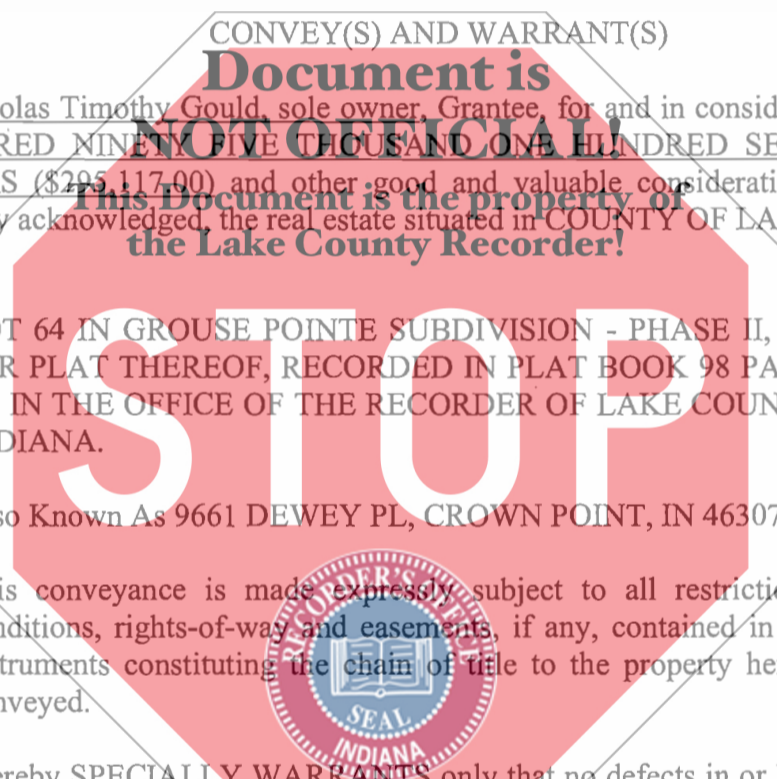 CONVEY(S) AND WARRANT(S)
Document is
olas Timothy Gould, sole owner, Grantee, for and in consid
NOT OFFICIAL!
RED NINETY FIVE THOUSAND ONE HUNDRED SE
S ($295,117.00) and other good and valuable considerati
This Document is the property of
y acknowledged, the real estate situated in COUNTY OF LA
the Lake County Recorder!
T 64 IN GROUSE POINTE SUBDIVISION - PHASE II,
R PLAT THEREOF, RECORDED IN PLAT BOOK 98 PA
IN THE OFFICE OF THE RECORDER OF LAKE COUN
DIANA.
STOP
so Known As 9661 DEWEY PL, CROWN POINT, IN 46307
is conveyance is made expressly subject to all restricti
nditions, rights-of-way and easements, if any, contained in
truments constituting the chain of title to the property he
nveyed.
RECORDER'S OFFICE
SEAL
INDIANA
ereby SPECIALLY WARRANTS only that no defects in or